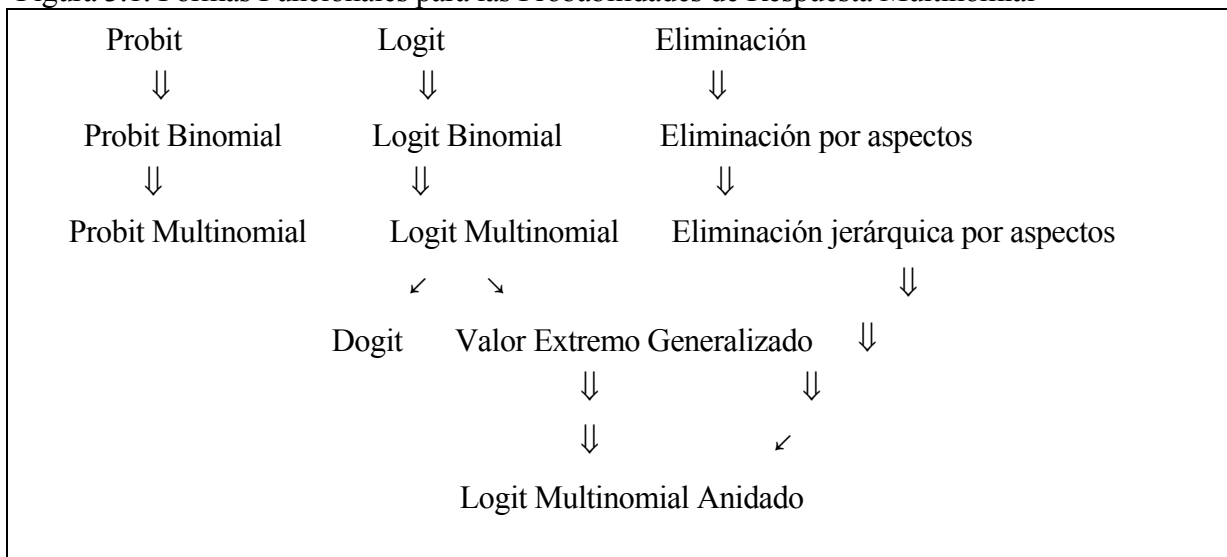 Figura 3.1. Formas Funcionales para las Probabilidades de Respuesta Multinomial
Probit Logit Eliminación
⇓ ⇓ ⇓
Probit Binomial Logit Binomial Eliminación por aspectos
⇓ ⇓ ⇓
Probit Multinomial Logit Multinomial Eliminación jerárquica por aspectos
↙ ↘ ⇓
Dogit Valor Extremo Generalizado ⇓
⇓ ⇓
⇓ ↙
Logit Multinomial Anidado